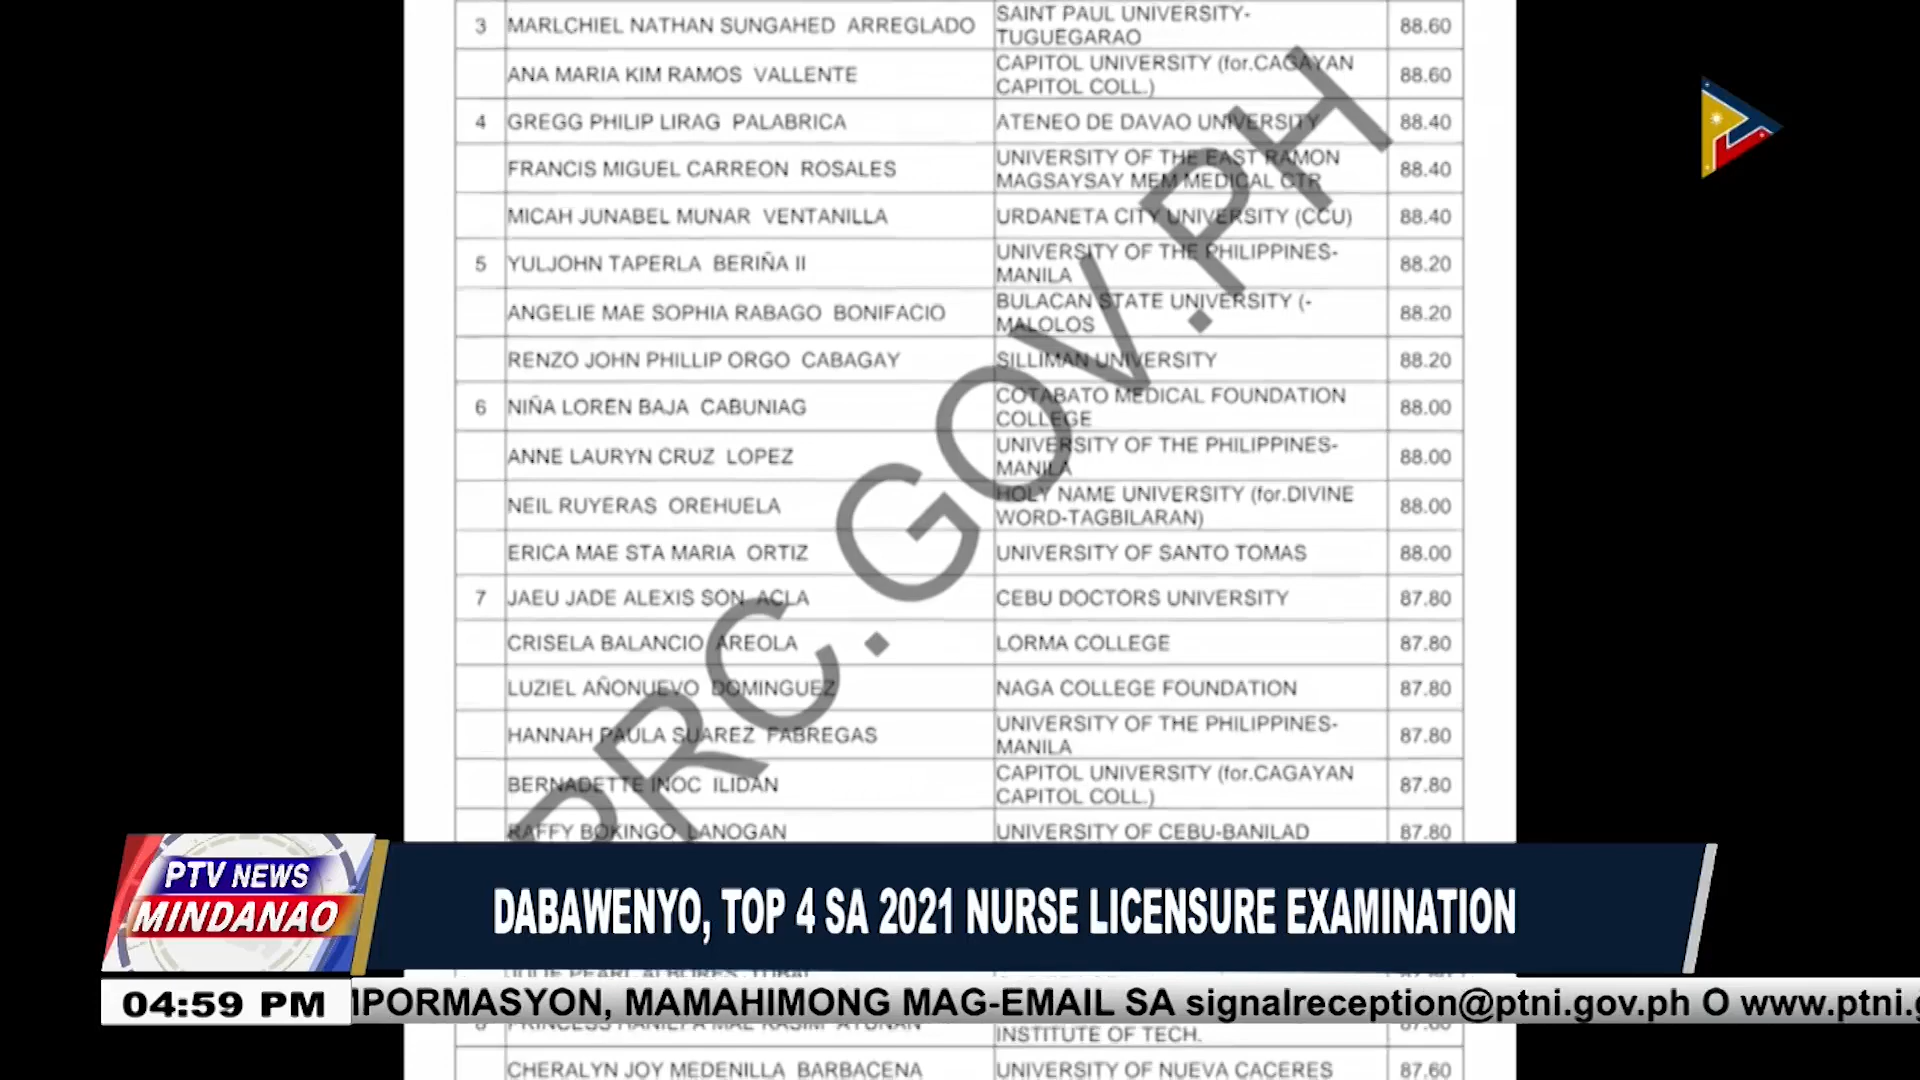 3 MARLCHIEL NATHAN SUNGAHED ARREGLADO SAINT PAUL UNIVERSITY-TUGUEGARAO 88.60
ANA MARIA KIM RAMOS VALLENTE CAPITOL UNIVERSITY (for.CAGAYAN CAPITOL COLL.) 88.60
4 GREGG PHILIP LIRAG PALABRICA ATENEO DE DAVAO UNIVERSITY 88.40
FRANCIS MIGUEL CARREON ROSALES UNIVERSITY OF THE EAST RAMON MAGSAYSAY MEM MEDICAL CTR 88.40
MICAH JUNABEL MUNAR VENTANILLA URDANETA CITY UNIVERSITY (CCU) 88.40
5 YULJOHN TAPERLA BERIÑA II UNIVERSITY OF THE PHILIPPINES-MANILA 88.20
ANGELIE MAE SOPHIA RABAGO BONIFACIO BULACAN STATE UNIVERSITY (-MALOLOS 88.20
RENZO JOHN PHILLIP ORGO CABAGAY SILLIMAN UNIVERSITY 88.20
6 NIÑA LOREN BAJA CABUNIAG COTABATO MEDICAL FOUNDATION COLLEGE 88.00
ANNE LAURYN CRUZ LOPEZ UNIVERSITY OF THE PHILIPPINES-MANILA 88.00
NEIL RUYERAS OREHUELA HOLY NAME UNIVERSITY (for.DIVINE WORD-TAGBILARAN) 88.00
ERICA MAE STA MARIA ORTIZ UNIVERSITY OF SANTO TOMAS 88.00
7 JAEU JADE ALEXIS SON ACLA CEBU DOCTORS UNIVERSITY 87.80
CRISELA BALANCIO AREOLA LORMA COLLEGE 87.80
LUZIEL AÑONUEVO DOMINGUEZ NAGA COLLEGE FOUNDATION 87.80
HANNAH PAULA SUAREZ FABREGAS UNIVERSITY OF THE PHILIPPINES-MANILA 87.80
BERNADETTE INOC ILIDAN CAPITOL UNIVERSITY (for.CAGAYAN CAPITOL COLL.) 87.80
RAFFY BOKINGO LANOGAN UNIVERSITY OF CEBU-BANILAD 87.80
PRC.GOV.PH
PTV NEWS
MINDANAO
DABAWENYO, TOP 4 SA 2021 NURSE LICENSURE EXAMINATION
04:59 PM MPORMASYON, MAMAHIMONG MAG-EMAIL SA signalreception@ptni.gov.ph O www.ptni.g
INSTITUTE OF TECH.
CHERALYN JOY MEDENILLA BARBACENA UNIVERSITY OF NUEVA CACERES 87.60